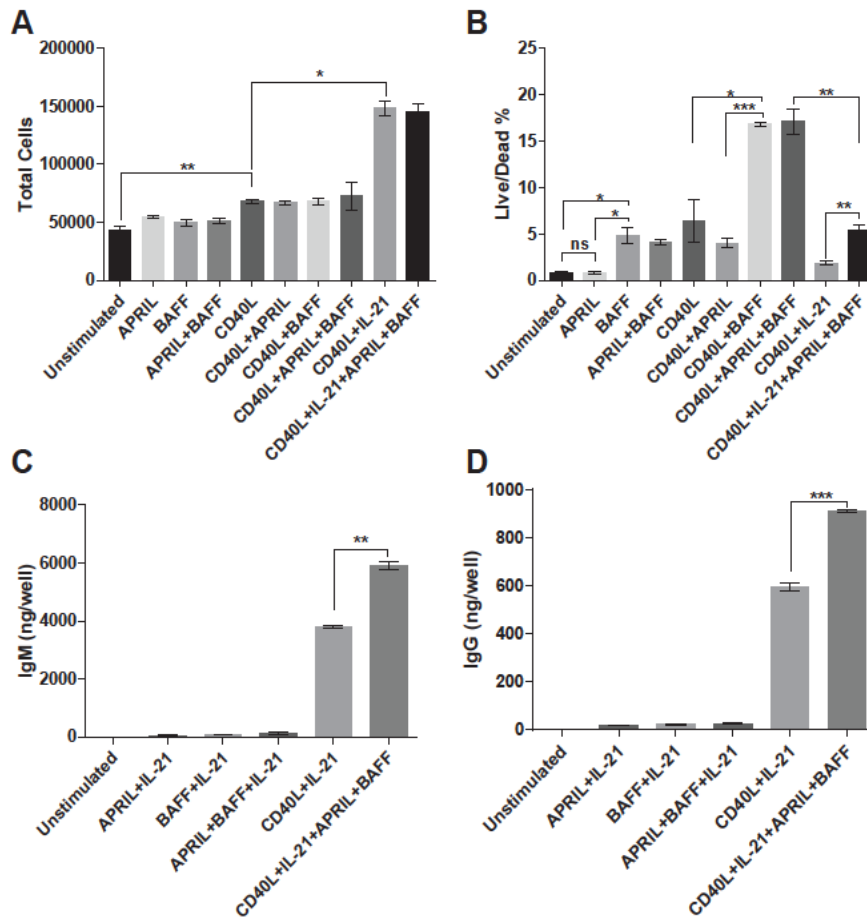 A
Total Cells
200000
150000
100000
50000
0
**
*
Unstimulated
APRIL
BAFF
APRIL+BAFF
CD40L
CD40L+APRIL
CD40L+BAFF
CD40L+APRIL+BAFF
CD40L+IL-21
CD40L+IL-21+APRIL+BAFF
B
LIve/Dead %
25
20
15
10
5
0
ns
*
*
*
***
**
**
Unstimulated
APRIL
BAFF
APRIL+BAFF
CD40L
CD40L+APRIL
CD40L+BAFF
CD40L+APRIL+BAFF
CD40L+IL-21
CD40L+IL-21+APRIL+BAFF
C
IgM (ng/well)
8000
6000
4000
2000
0
**
Unstimulated
APRIL+IL-21
BAFF+IL-21
APRIL+BAFF+IL-21
CD40L+IL-21
CD40L+IL-21+APRIL+BAFF
D
IgG (ng/well)
1000
800
600
400
200
0
***
Unstimulated
APRIL+IL-21
BAFF+IL-21
APRIL+BAFF+IL-21
CD40L+IL-21
CD40L+IL-21+APRIL+BAFF